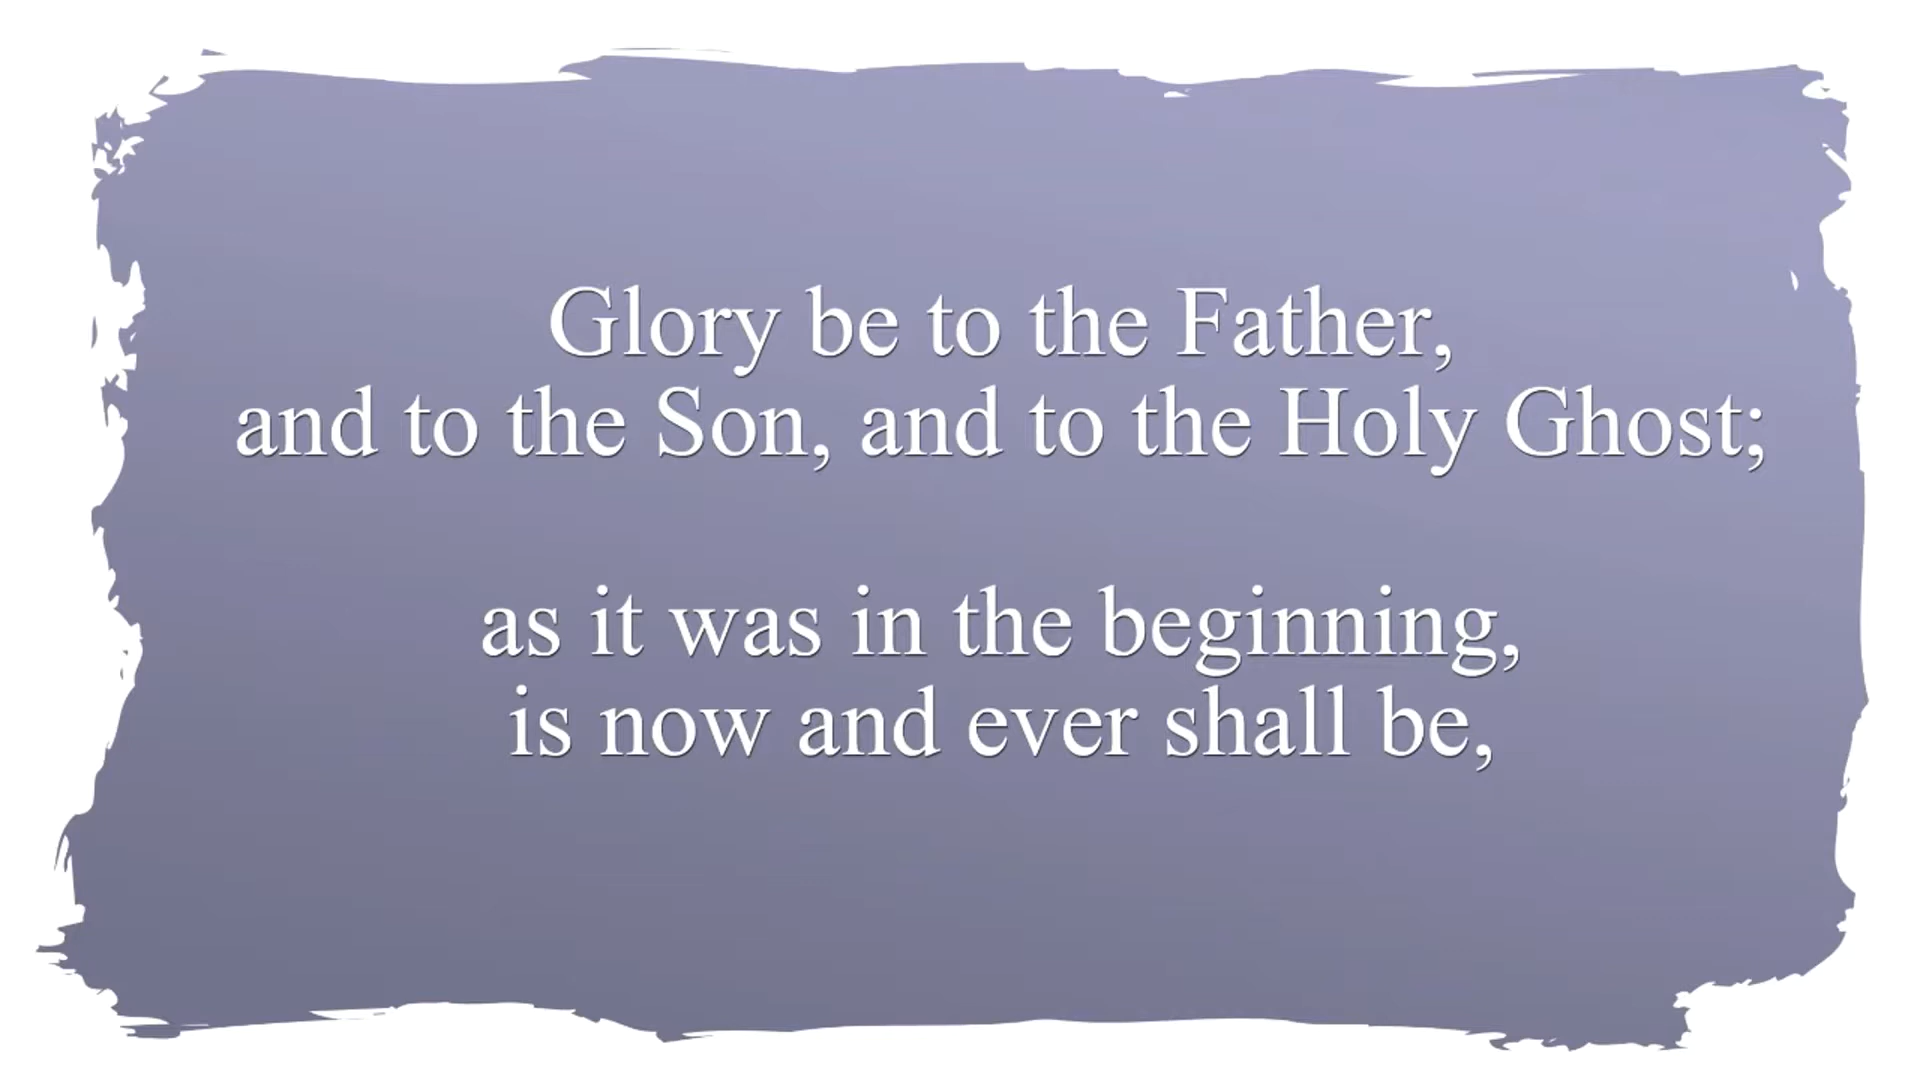 Glory be to the Father,
and to the Son, and to the Holy Ghost;
as it was in the beginning,
is now and ever shall be,